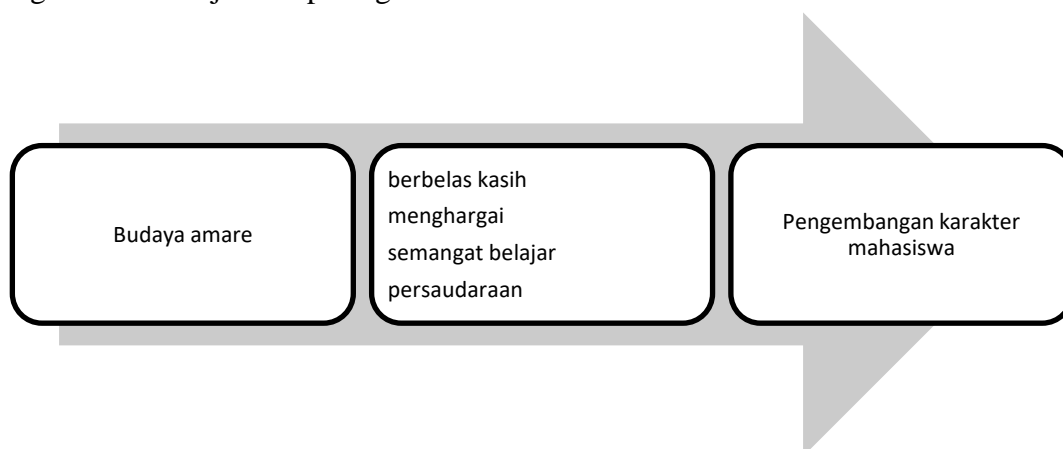 Budaya amare
berbelas kasih
menghargai
semangat belajar
persaudaraan
Pengembangan karakter
mahasiswa